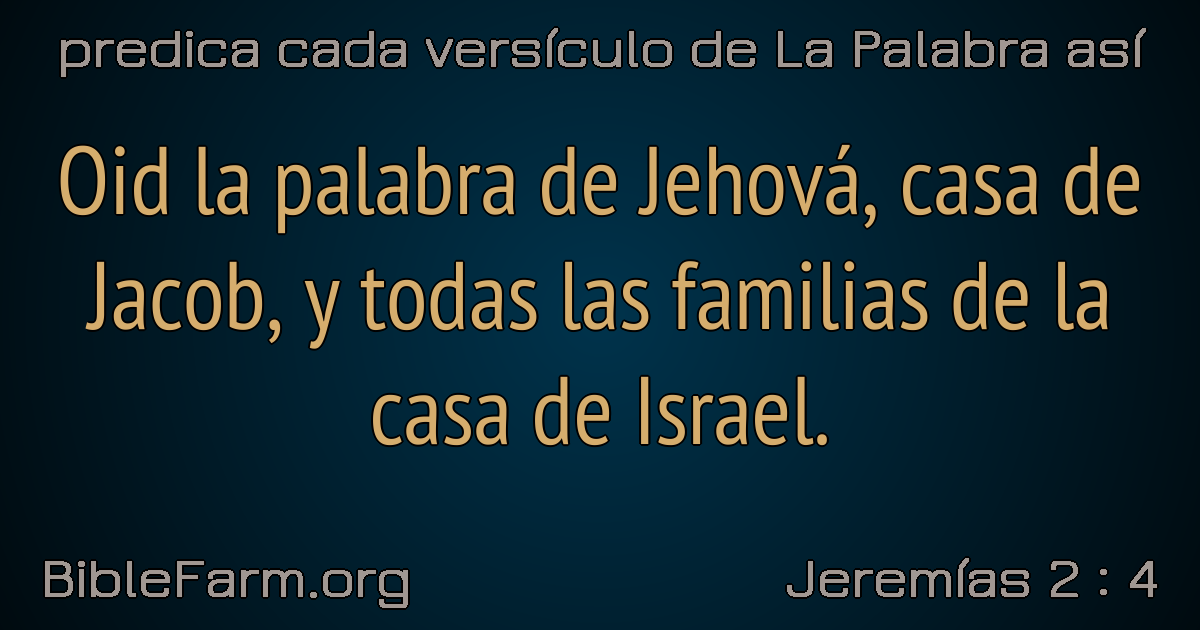 predica cada versículo de La Palabra así
Oid la palabra de Jehová, casa de
Jacob, y todas las familias de la
casa de Israel.
BibleFarm.org
Jeremías 2 : 4